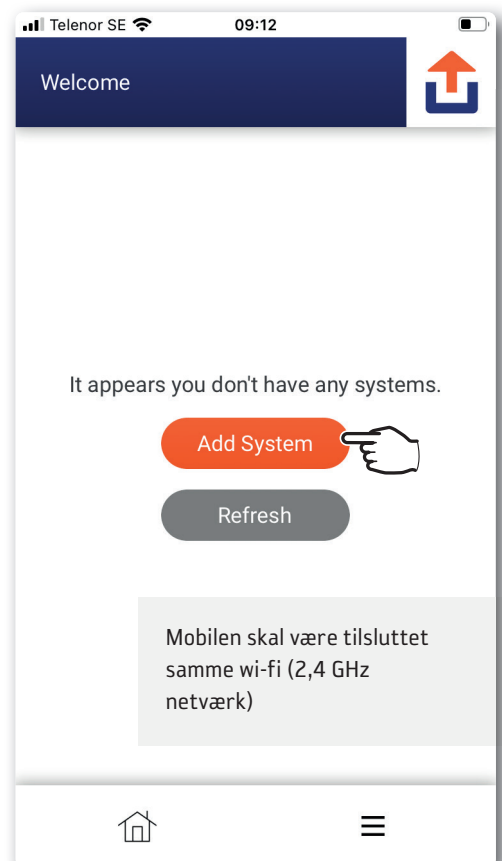 Telenor SE 09:12
Welcome
It appears you don't have any systems.
Add System
Refresh
Mobilen skal være tilsluttet
samme wi-fi (2,4 GHz
netværk)